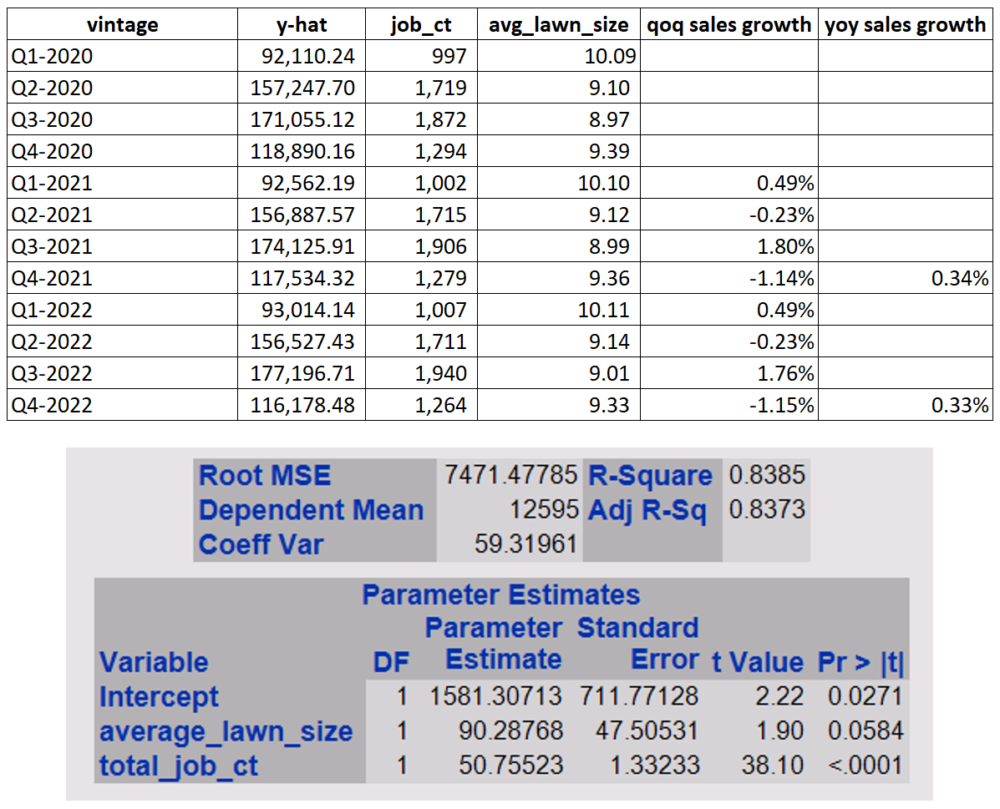 vintage y-hat job_ct avg_lawn_size qoq sales growth yoy sales growth
Q1-2020 92,110.24 997 10.09
Q2-2020 157,247.70 1,719 9.10
Q3-2020 171,055.12 1,872 8.97
Q4-2020 118,890.16 1,294 9.39
Q1-2021 92,562.19 1,002 10.10 0.49%
Q2-2021 156,887.57 1,715 9.12 -0.23%
Q3-2021 174,125.91 1,906 8.99 1.80%
Q4-2021 117,534.32 1,279 9.36 -1.14% 0.34%
Q1-2022 93,014.14 1,007 10.11 0.49%
Q2-2022 156,527.43 1,711 9.14 -0.23%
Q3-2022 177,196.71 1,940 9.01 1.76%
Q4-2022 116,178.48 1,264 9.33 -1.15% 0.33%
Root MSE 7471.47785 R-Square 0.8385
Dependent Mean 12595 Adj R-Sq 0.8373
Coeff Var 59.31961
Parameter Estimates
Parameter Standard
Variable DF Estimate Error t Value Pr > |t|
Intercept 1 1581.30713 711.77128 2.22 0.0271
average_lawn_size 1 90.28768 47.50531 1.90 0.0584
total_job_ct 1 50.75523 1.33233 38.10 <.0001